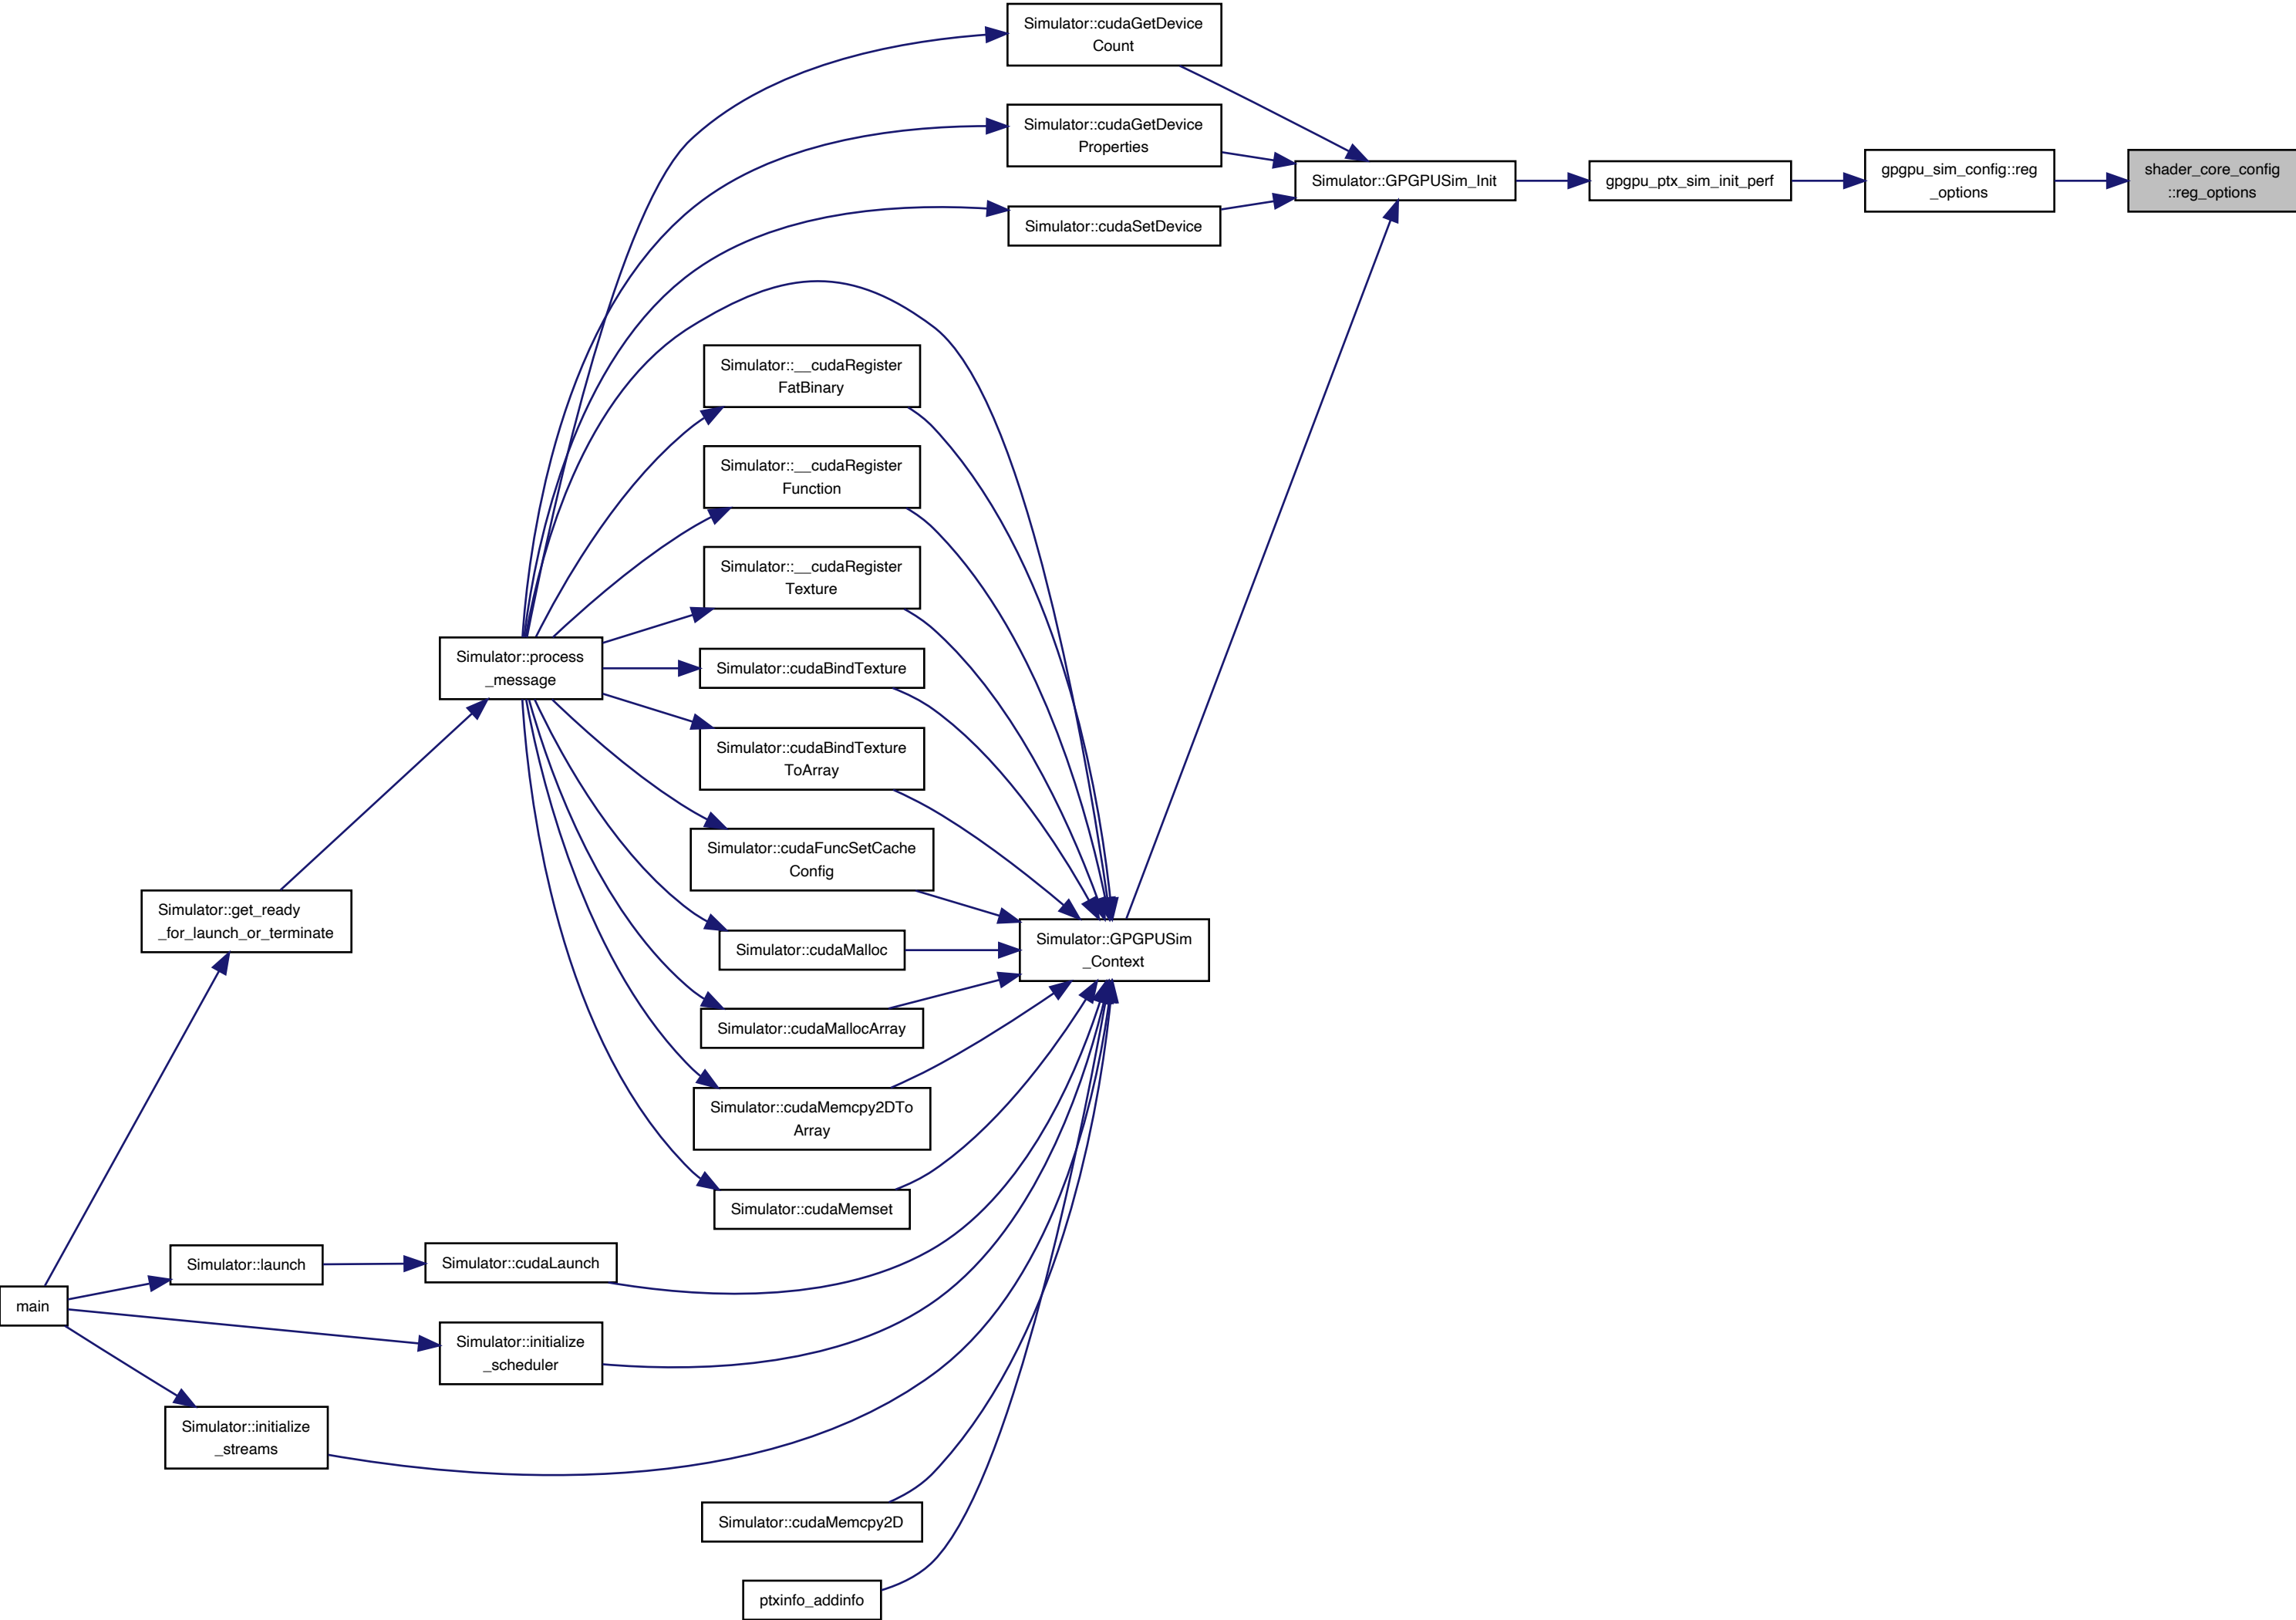 Simulator::cudaGetDevice
Count
Simulator::cudaGetDevice
Properties
Simulator::GPGPUSim_Init
gpgpu_ptx_sim_init_perf
gpgpu_sim_config::reg
_options
shader_core_config
::reg_options
Simulator::cudaSetDevice
Simulator::__cudaRegister
FatBinary
Simulator::__cudaRegister
Function
Simulator::__cudaRegister
Texture
Simulator::process
_message
Simulator::cudaBindTexture
Simulator::cudaBindTexture
ToArray
Simulator::cudaFuncSetCache
Config
Simulator::get_ready
_for_launch_or_terminate
Simulator::cudaMalloc
Simulator::GPGPUSim
_Context
Simulator::cudaMallocArray
Simulator::cudaMemcpy2DTo
Array
Simulator::cudaMemset
Simulator::launch
Simulator::cudaLaunch
main
Simulator::initialize
_scheduler
Simulator::initialize
_streams
Simulator::cudaMemcpy2D
ptxinfo_addinfo